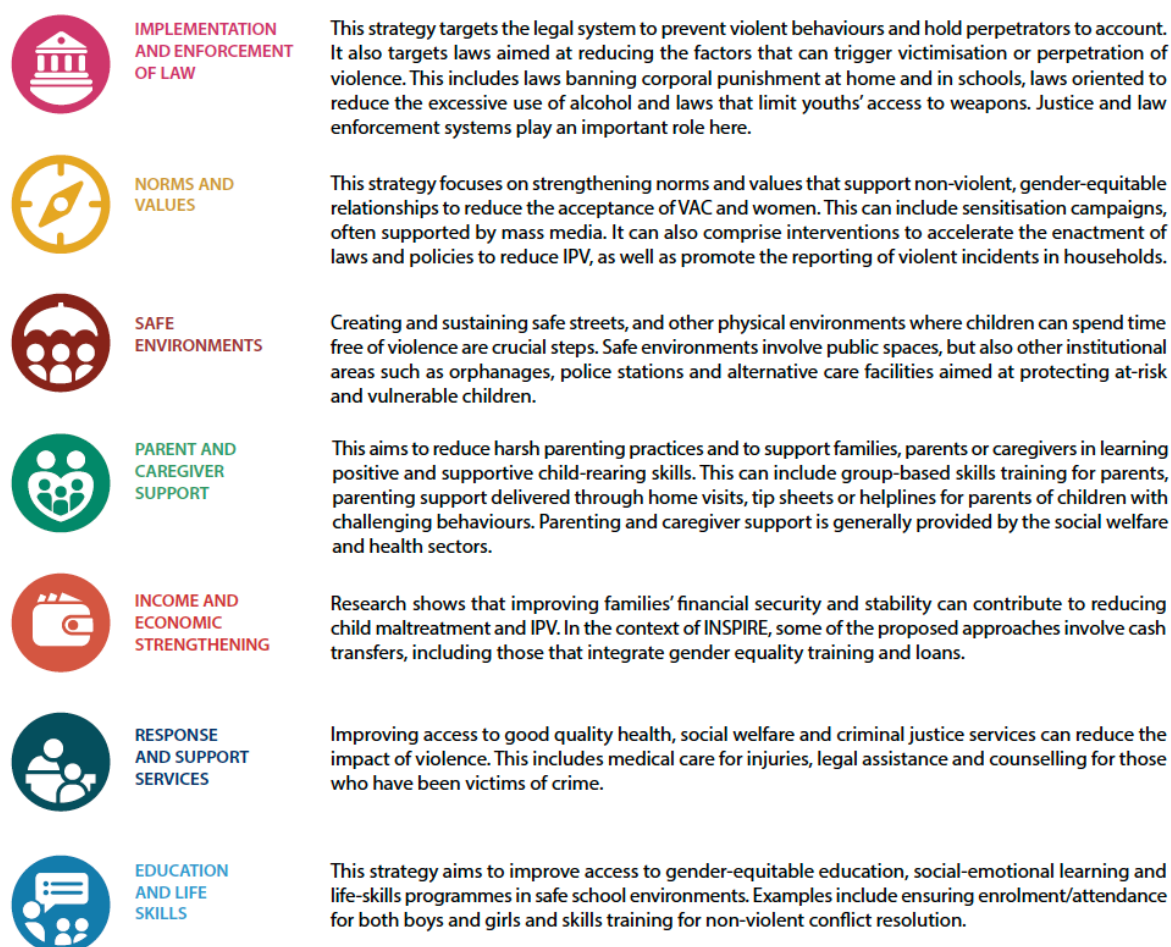 IMPLEMENTATION
AND ENFORCEMENT
OF LAW
This strategy targets the legal system to prevent violent behaviours and hold perpetrators to account.
It also targets laws aimed at reducing the factors that can trigger victimisation or perpetration of
violence. This includes laws banning corporal punishment at home and in schools, laws oriented to
reduce the excessive use of alcohol and laws that limit youths' access to weapons. Justice and law
enforcement systems play an important role here.
NORMS AND
VALUES
This strategy focuses on strengthening norms and values that support non-violent, gender-equitable
relationships to reduce the acceptance of VAC and women. This can include sensitisation campaigns,
often supported by mass media. It can also comprise interventions to accelerate the enactment of
laws and policies to reduce IPV, as well as promote the reporting of violent incidents in households.
SAFE
ENVIRONMENTS
Creating and sustaining safe streets, and other physical environments where children can spend time
free of violence are crucial steps. Safe environments involve public spaces, but also other institutional
areas such as orphanages, police stations and alternative care facilities aimed at protecting at-risk
and vulnerable children.
PARENT AND
CAREGIVER
SUPPORT
This aims to reduce harsh parenting practices and to support families, parents or caregivers in learning
positive and supportive child-rearing skills. This can include group-based skills training for parents,
parenting support delivered through home visits, tip sheets or helplines for parents of children with
challenging behaviours. Parenting and caregiver support is generally provided by the social welfare
and health sectors.
INCOME AND
ECONOMIC
STRENGTHENING
Research shows that improving families' financial security and stability can contribute to reducing
child maltreatment and IPV. In the context of INSPIRE, some of the proposed approaches involve cash
transfers, including those that integrate gender equality training and loans.
RESPONSE
AND SUPPORT
SERVICES
Improving access to good quality health, social welfare and criminal justice services can reduce the
impact of violence. This includes medical care for injuries, legal assistance and counselling for those
who have been victims of crime.
EDUCATION
AND LIFE
SKILLS
This strategy aims to improve access to gender-equitable education, social-emotional learning and
life-skills programmes in safe school environments. Examples include ensuring enrolment/attendance
for both boys and girls and skills training for non-violent conflict resolution.